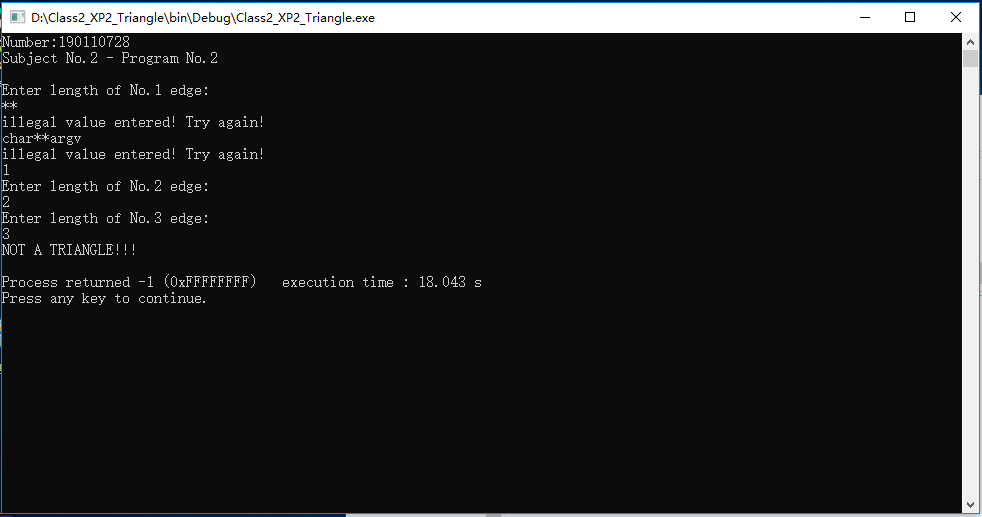 D:\Class2_XP2_Triangle\bin\Debug\Class2_XP2_Triangle.exe
Number:190110728
Subject No.2 - Program No.2
Enter length of No.1 edge:
**
illegal value entered! Try again!
char**argv
illegal value entered! Try again!
1
Enter length of No.2 edge:
2
Enter length of No.3 edge:
3
NOT A TRIANGLE!!!
Process returned -1 (0xFFFFFFFF)   execution time : 18.043 s
Press any key to continue.